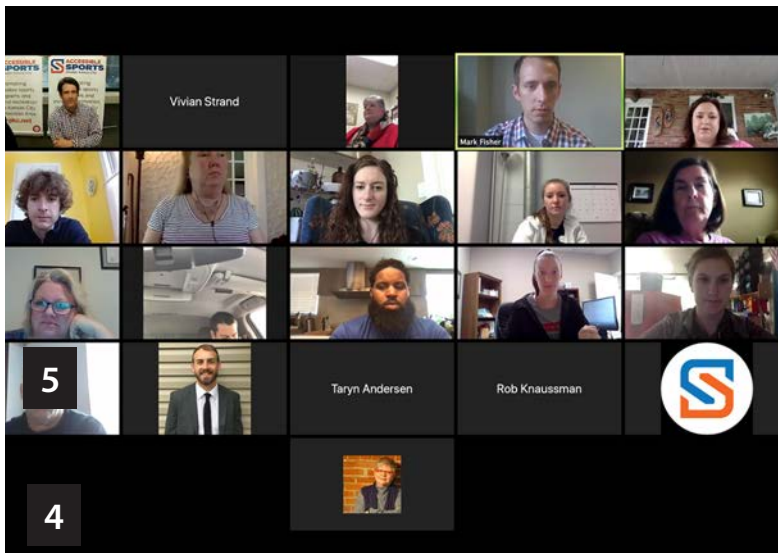 ACCESSIBLE
SPORTS
Vivian Strand
Mark Fisher
5
Taryn Andersen
Rob Knaussman
4